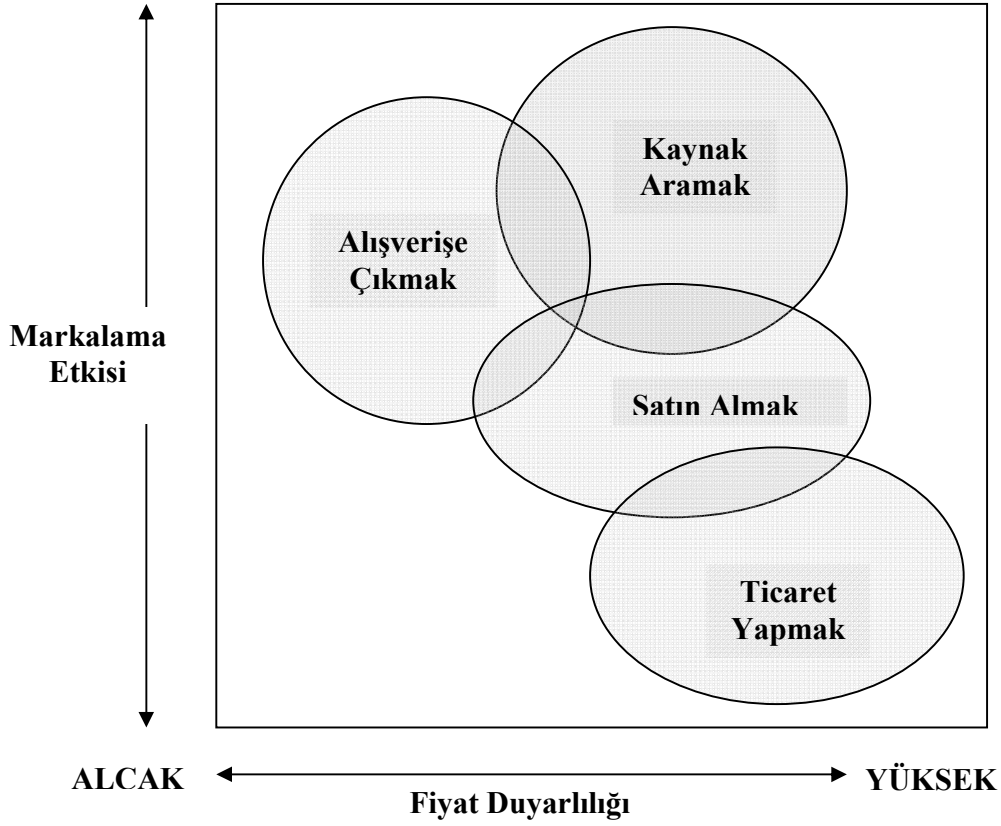 Kaynak
Aramak
Alışverişe
Çıkmak
Markalama
Etkisi
Satın Almak
Ticaret
Yapmak
ALCAK
YÜKSEK
Fiyat Duyarlılığı